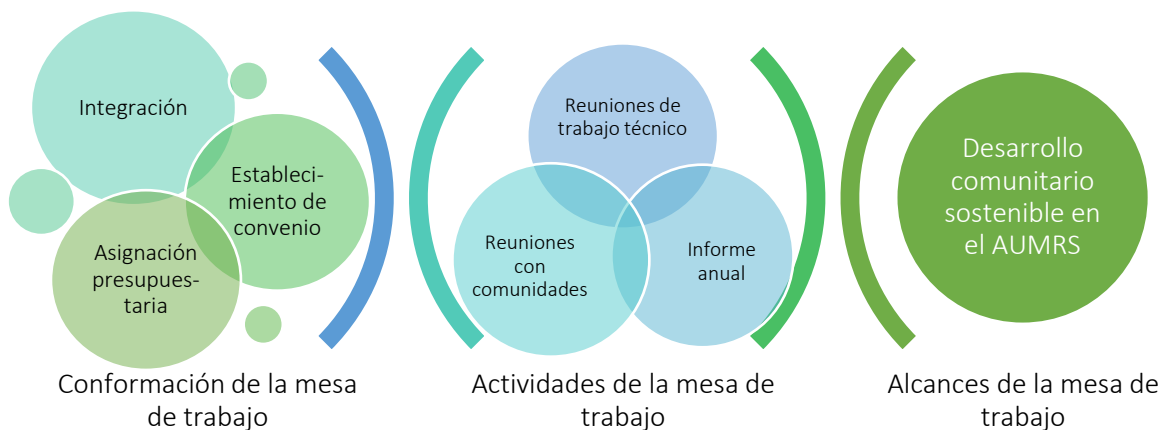 Integración
Estableci-
miento de
convenio
Asignación
presupues-
taria
Conformación de la mesa
de trabajo
Reuniones de
trabajo técnico
Reuniones
con
comunidades
Informe
anual
Actividades de la mesa de
trabajo
Desarrollo
comunitario
sostenible en
el AUMRS
Alcances de la mesa de
trabajo